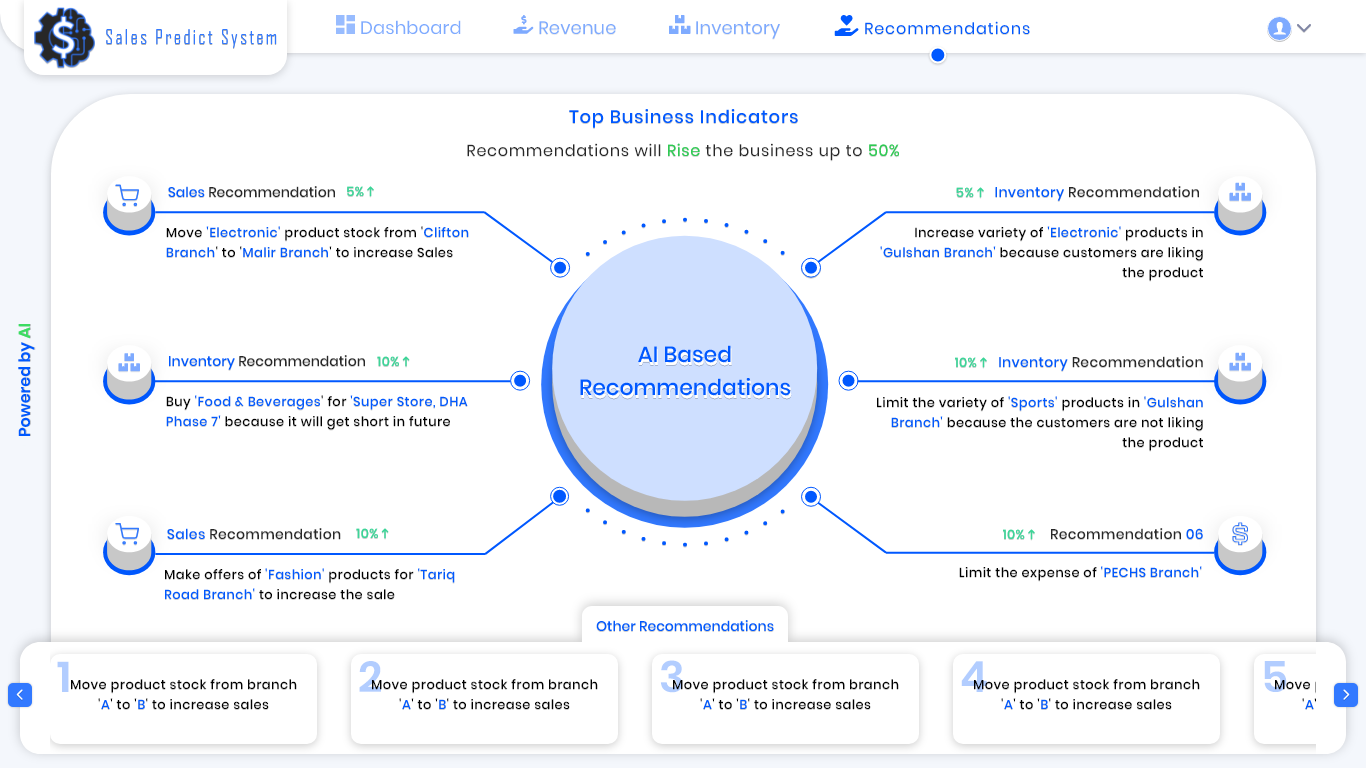 Sales Predict System
Dashboard
Revenue
Inventory
Recommendations
Top Business Indicators
Recommendations will Rise the business up to 50%
Sales Recommendation 5%↑
Move 'Electronic' product stock from 'Clifton
Branch' to 'Malir Branch' to increase Sales
5%↑ Inventory Recommendation
Increase variety of 'Electronic' products in
'Gulshan Branch' because customers are liking
the product
Powered by AI
Inventory Recommendation 10%↑
Buy 'Food & Beverages' for 'Super Store, DHA
Phase 7' because it will get short in future
AI Based
Recommendations
10%↑ Inventory Recommendation
Limit the variety of 'Sports' products in 'Gulshan
Branch' because the customers are not liking
the product
Sales Recommendation 10%↑
Make offers of 'Fashion' products for 'Tariq
Road Branch' to increase the sale
10%↑ Recommendation 06
Limit the expense of 'PECHS Branch'
Other Recommendations
1
Move product stock from branch
'A' to 'B' to increase sales
2
Move product stock from branch
'A' to 'B' to increase sales
3
Move product stock from branch
'A' to 'B' to increase sales
4
Move product stock from branch
'A' to 'B' to increase sales
5
Move
'A'